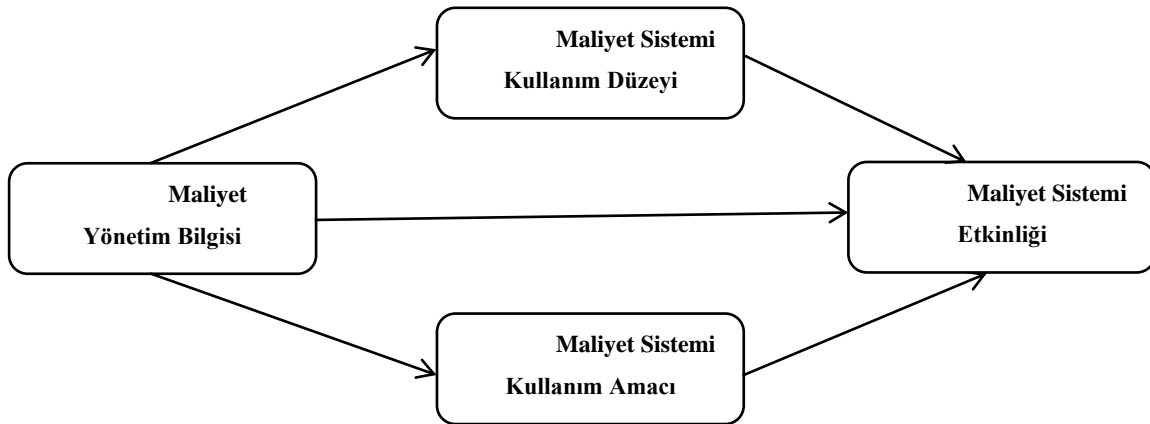 Maliyet Sistemi
Kullanım Düzeyi
Maliyet
Yönetim Bilgisi
Maliyet Sistemi
Etkinliği
Maliyet Sistemi
Kullanım Amacı